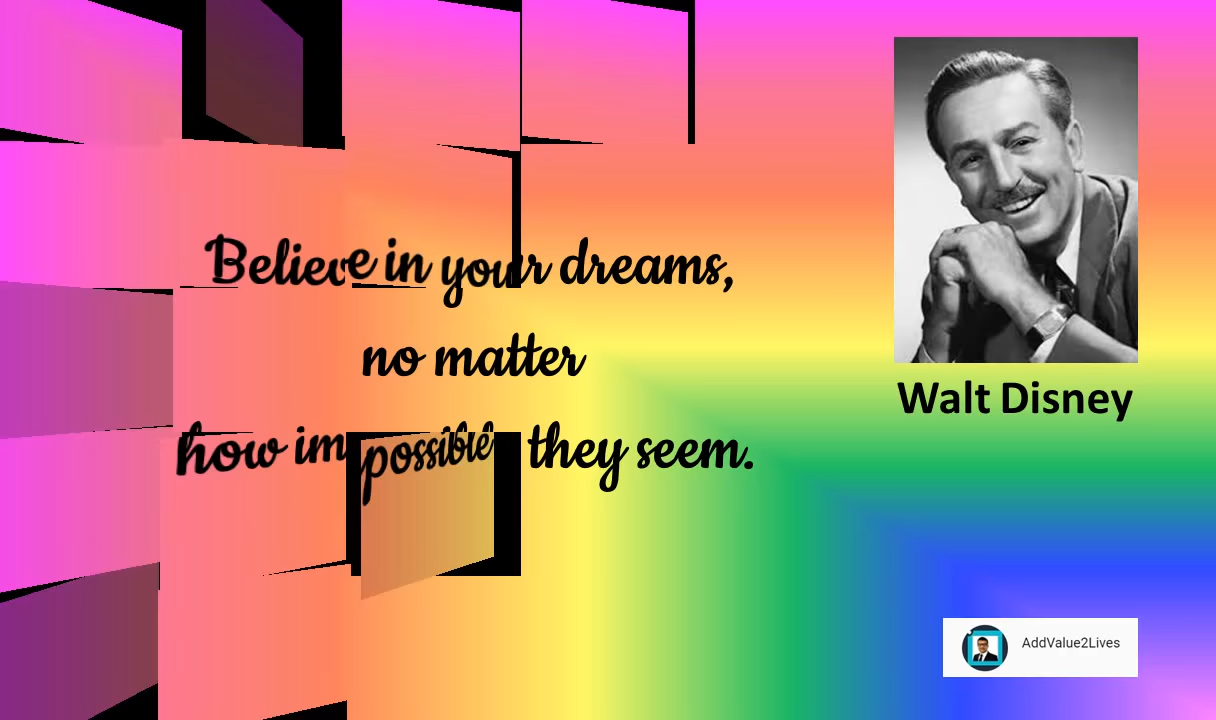 Believe in your dreams,
no matter
how impossible they seem.
Walt Disney
AddValue2Lives